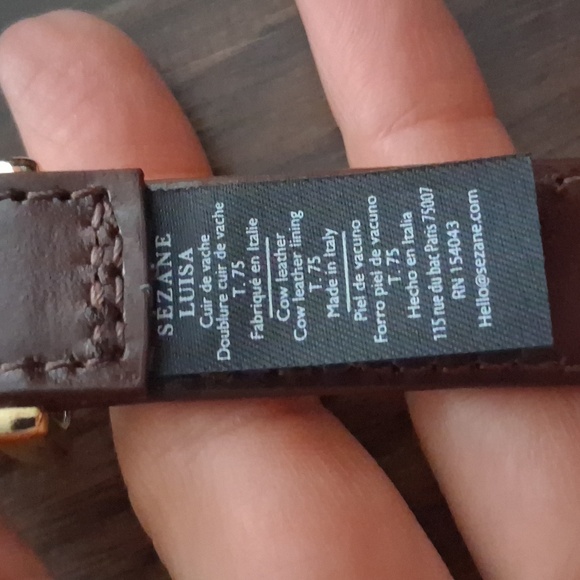 SÉZANE
LUISA
Cuir de vache
Doublure cuir de vache
T. 75
Fabriqué en Italie
Cow leather
Cow leather lining
T. 75
Made in Italy
Piel de vacuno
Forro piel de vacuno
T. 75
Hecho en Italia
115 rue du bac Paris 75007
RN 154043
Hello@sezane.com